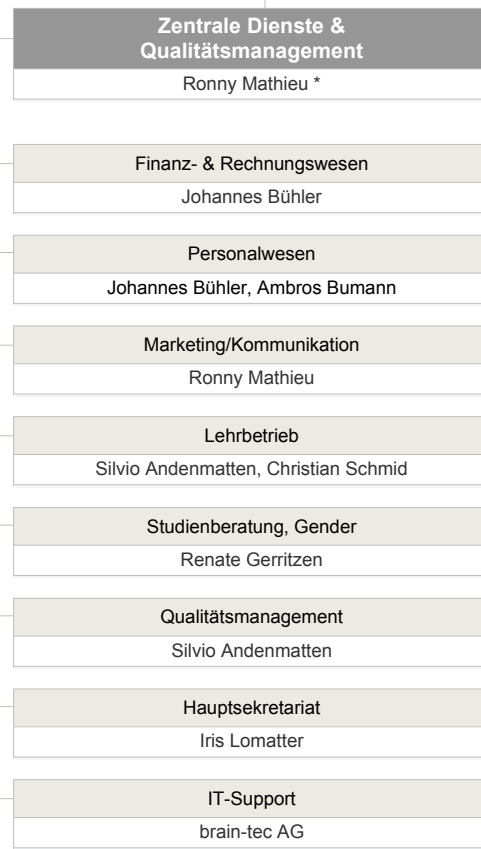 Zentrale Dienste &
Qualitätsmanagement
Ronny Mathieu *
Finanz- & Rechnungswesen
Johannes Bühler
Personalwesen
Johannes Bühler, Ambros Bumann
Marketing/Kommunikation
Ronny Mathieu
Lehrbetrieb
Silvio Andenmatten, Christian Schmid
Studienberatung, Gender
Renate Gerritzen
Qualitätsmanagement
Silvio Andenmatten
Hauptsekretariat
Iris Lomatter
IT-Support
brain-tec AG